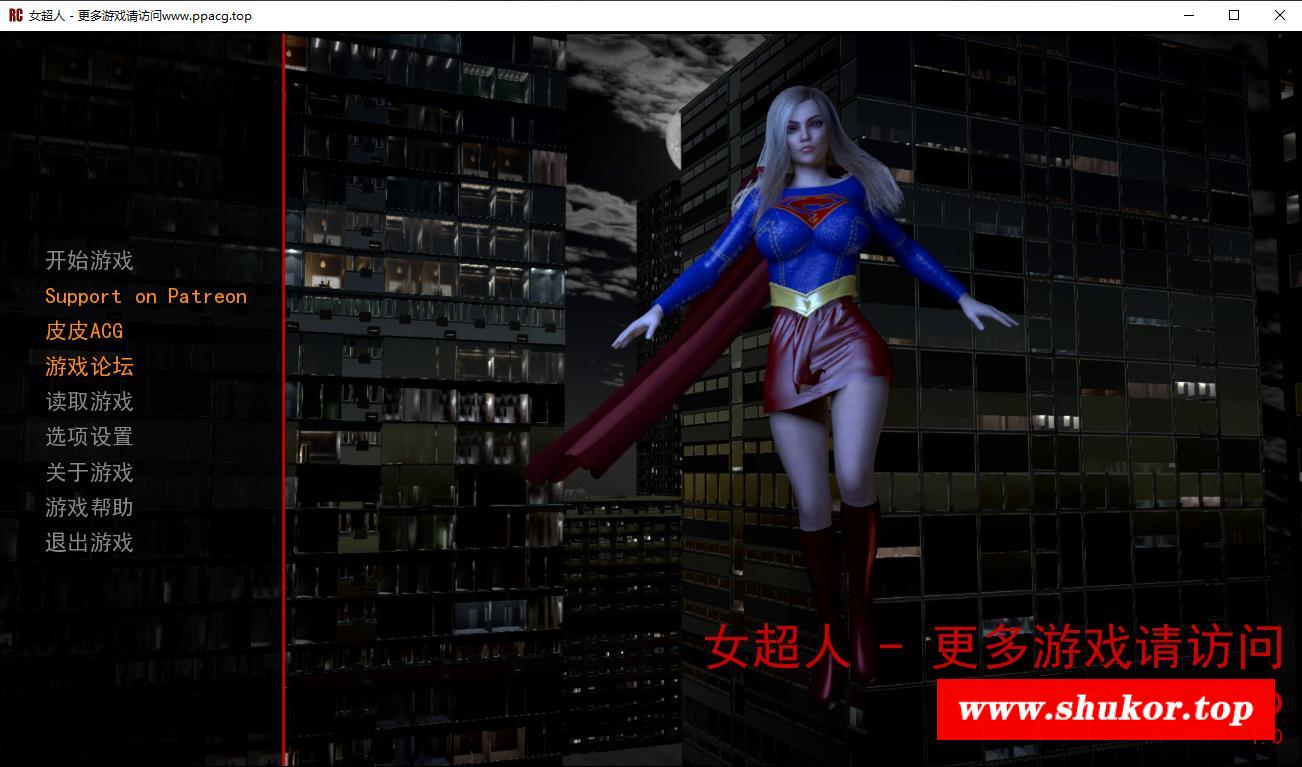 RC 女超人 - 更多游戏请访问www.ppacg.top
开始游戏
Support on Patreon
皮皮ACG
游戏论坛
读取游戏
选项设置
关于游戏
游戏帮助
退出游戏
女超人 - 更多游戏请访问
www.shukor.top